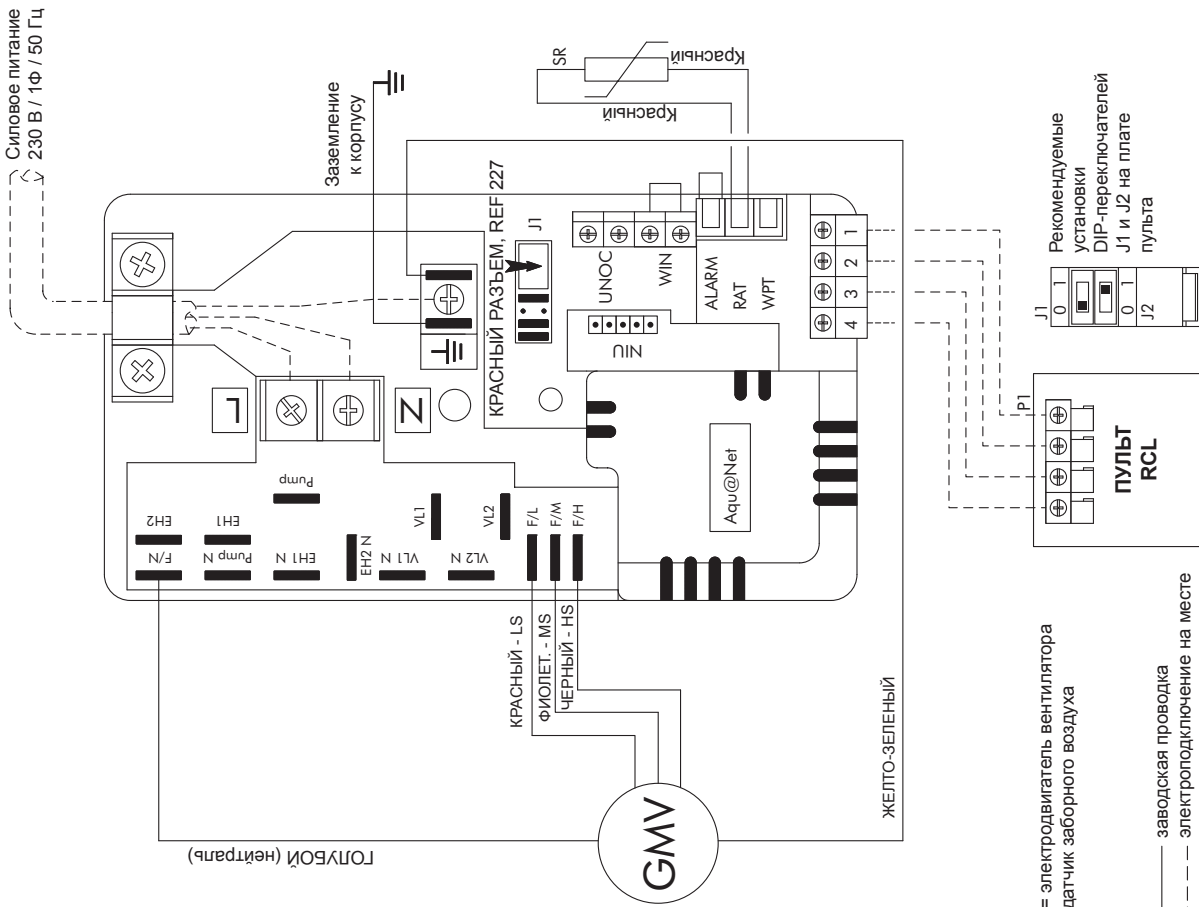 Силовое питание
230 В / 1Ф / 50 Гц
Заземление
к корпусу
SR
Красный
Красный
КРАСНЫЙ РАЗЪЕМ, REF 227
J1
L
N
EH2
EH1
Pump
F/N
Pump N
EH1 N
EH2 N
VL1 N
VL2 N
VL1
VL2
F/L
F/M
F/H
UNOC
WIN
ALARM
RAT
WPT
NIU
Aqu@Net
4 3 2 1
КРАСНЫЙ - LS
ФИОЛЕТ. - MS
ЧЕРНЫЙ - HS
ГОЛУБОЙ (нейтраль)
GMV
ЖЕЛТО-ЗЕЛЕНЫЙ
P1
ПУЛЬТ
RCL
J1
0 1
0 1
J2
Рекомендуемые
установки
DIP-переключателей
J1 и J2 на плате
пульта
= электродвигатель вентилятора
датчик заборного воздуха
заводская проводка
электроподключение на месте